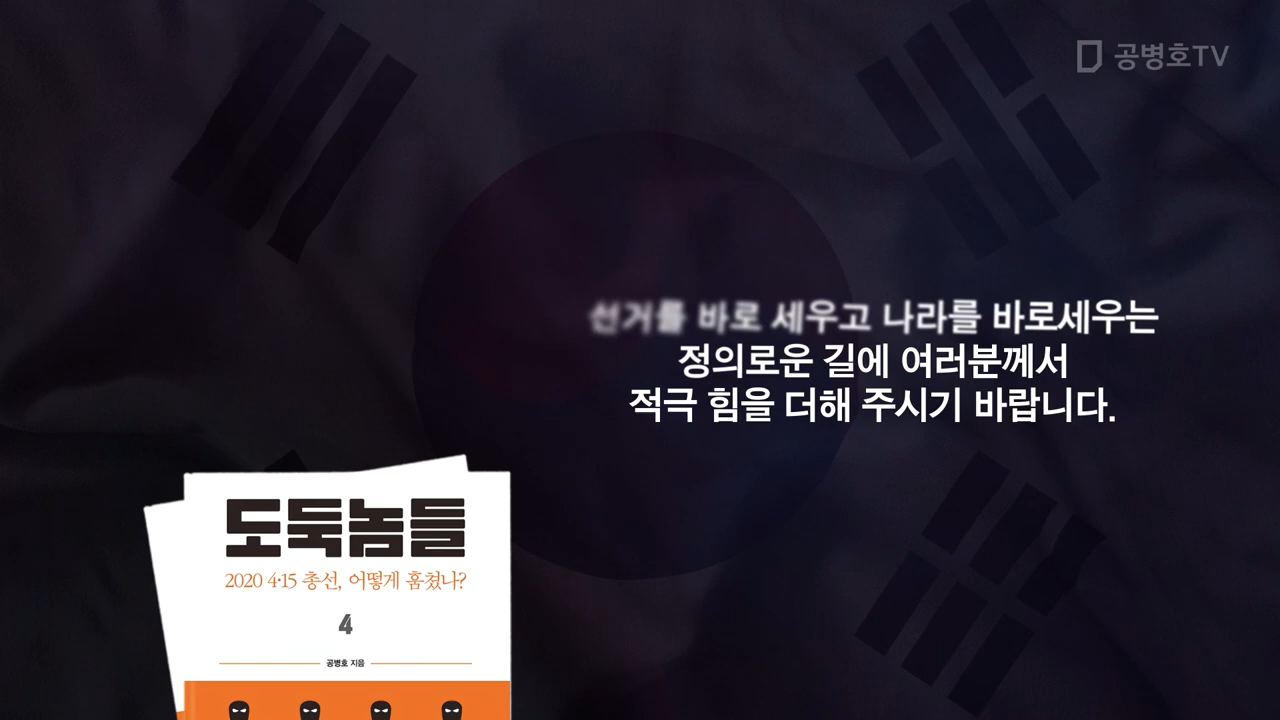 공병호TV
선거를 바로 세우고 나라를 바로세우는
정의로운 길에 여러분께서
적극 힘을 더해 주시기 바랍니다.
도둑놈들
2020 4·15 총선, 어떻게 훔쳤나?
4
공병호 지음